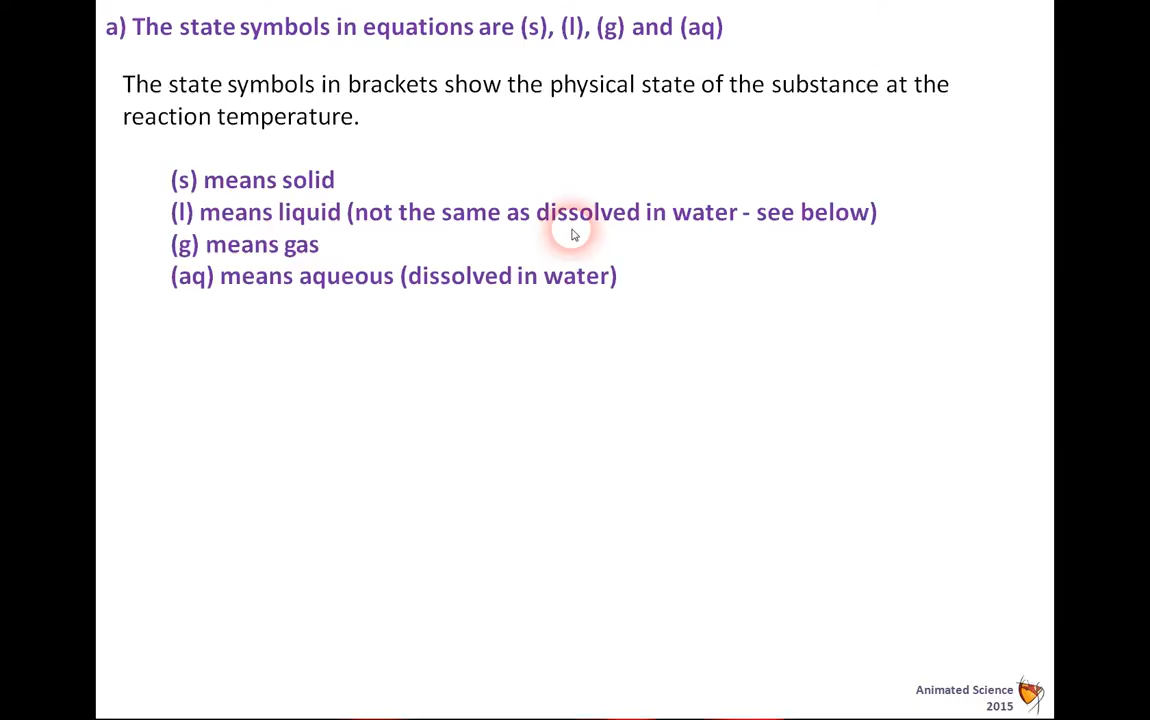 a) The state symbols in equations are (s), (l), (g) and (aq)
The state symbols in brackets show the physical state of the substance at the
reaction temperature.
(s) means solid
(l) means liquid (not the same as dissolved in water - see below)
(g) means gas
(aq) means aqueous (dissolved in water)
Animated Science
2015